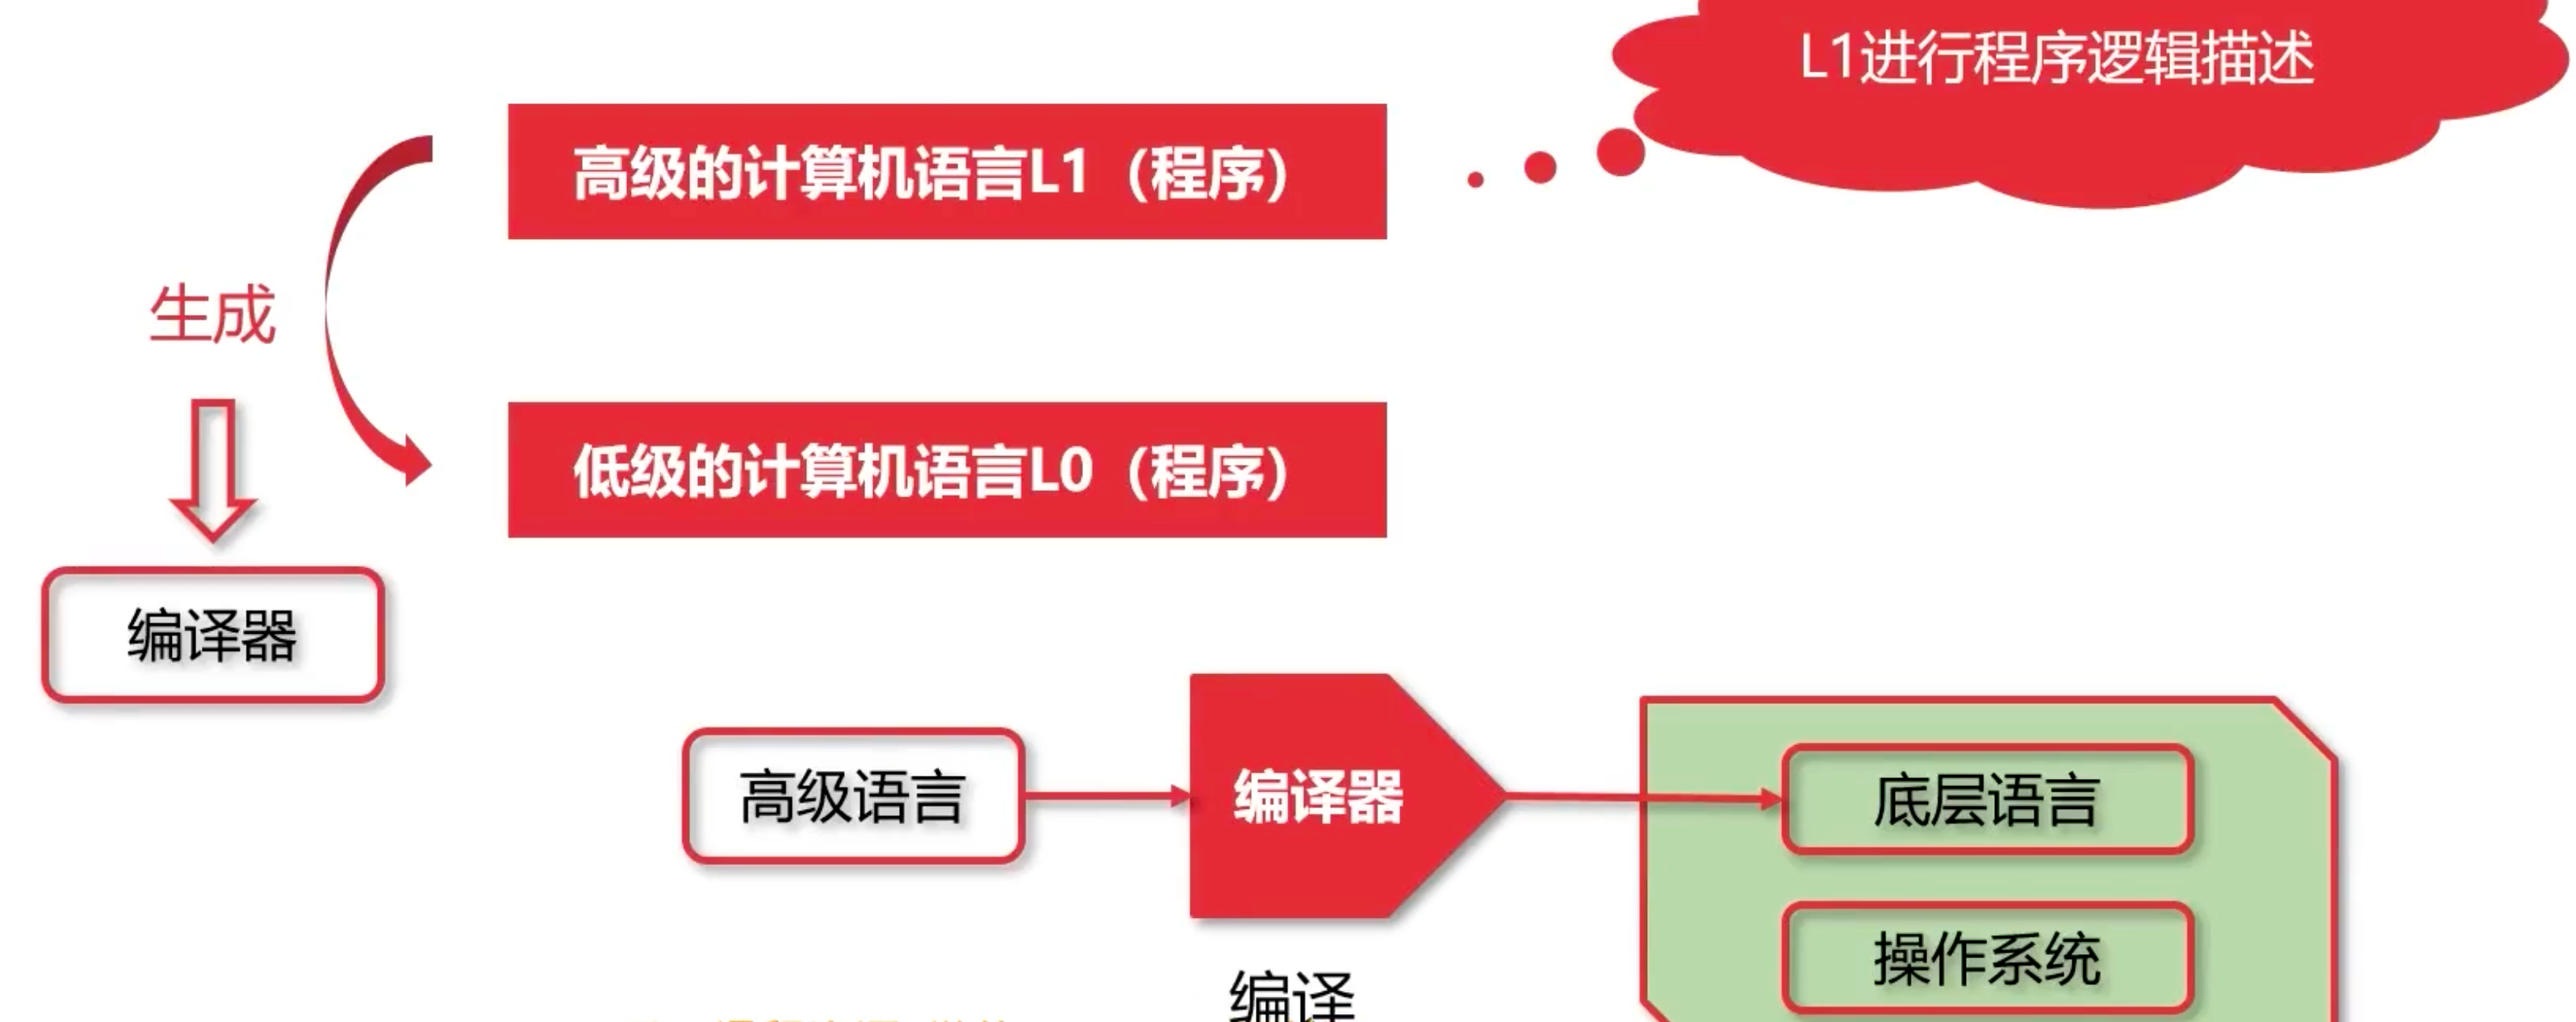 L1进行程序逻辑描述
高级的计算机语言L1（程序）
生成
低级的计算机语言L0（程序）
编译器
高级语言
编译器
底层语言
操作系统
编译